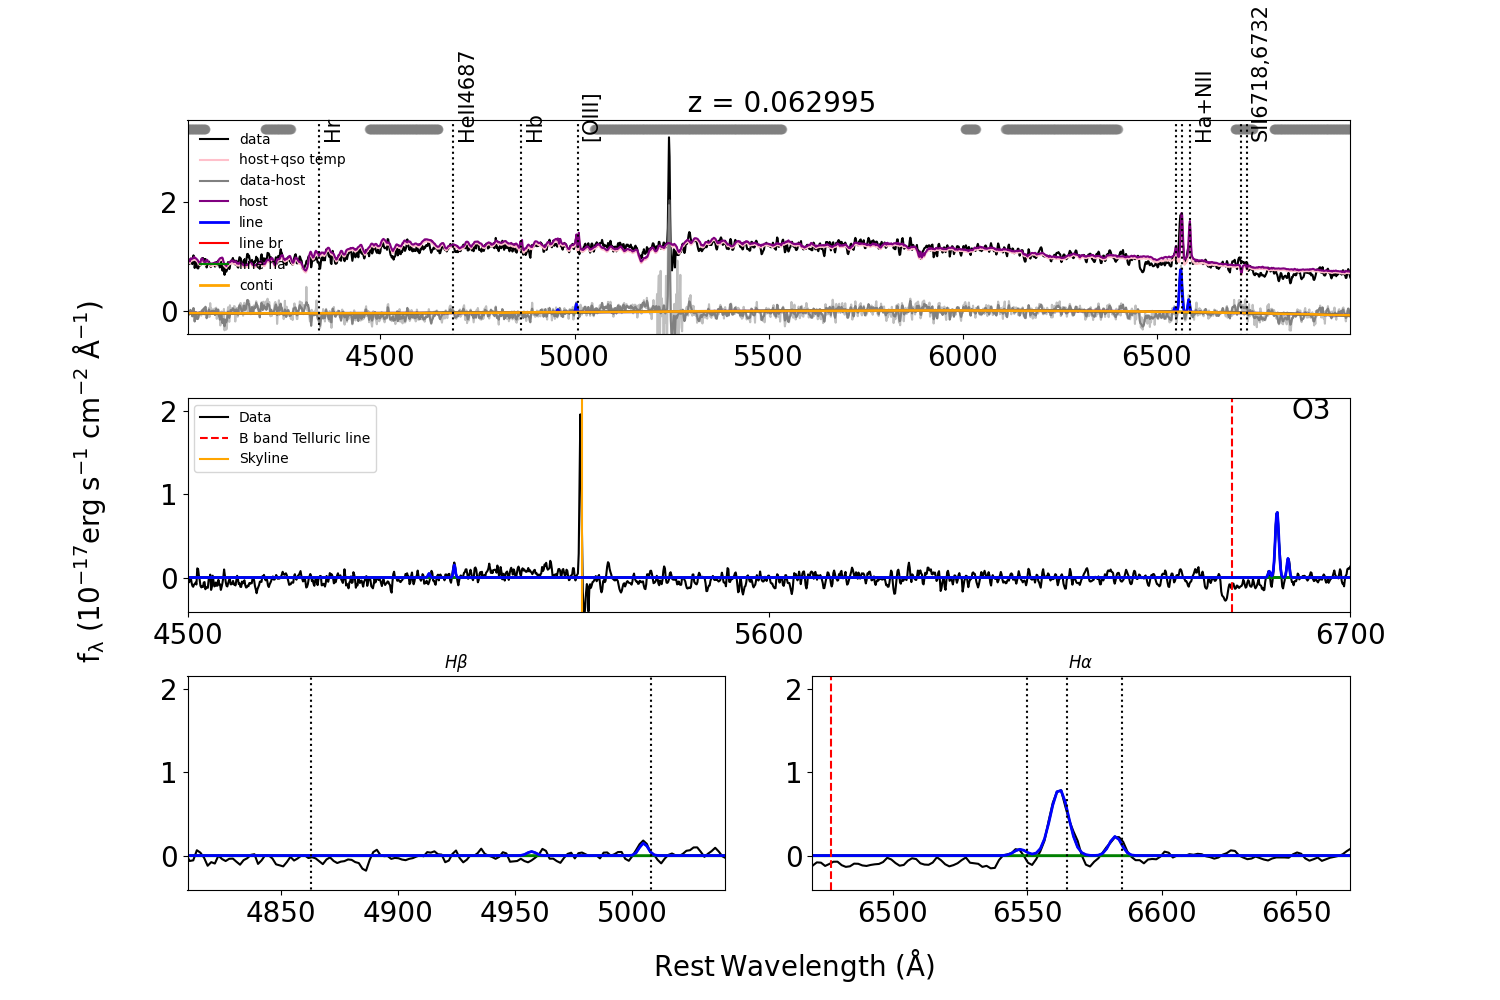 z = 0.062995
Hr
HeII4687
Hb
[OIII]
Ha+NII
SII6718,6732
data
host+qso temp
data-host
host
line
line br
line na
conti
2
0
4500 5000 5500 6000 6500
fλ (10⁻¹⁷erg s⁻¹ cm⁻² Å⁻¹)
O3
Data
B band Telluric line
Skyline
2
1
0
4500 5600 6700
Hβ
2
1
0
4850 4900 4950 5000
Hα
2
1
0
6500 6550 6600 6650
Rest Wavelength (Å)